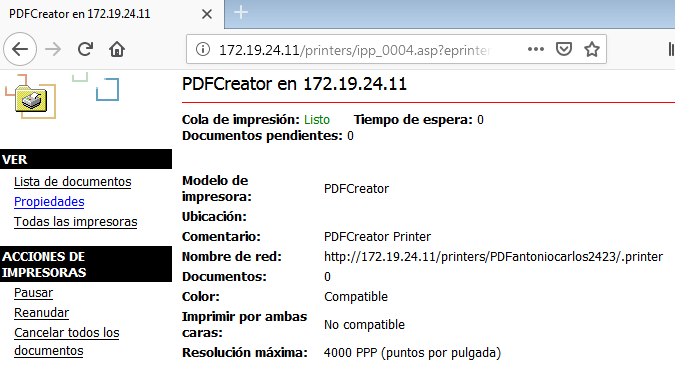 PDFCreator en 172.19.24.11
172.19.24.11/printers/ipp_0004.asp?eprinter
PDFCreator en 172.19.24.11
Cola de impresión: Listo Tiempo de espera: 0
Documentos pendientes: 0
VER
Lista de documentos
Propiedades
Todas las impresoras
ACCIONES DE
IMPRESORAS
Pausar
Reanudar
Cancelar todos los
documentos
Modelo de
impresora: PDFCreator
Ubicación:
Comentario: PDFCreator Printer
Nombre de red: http://172.19.24.11/printers/PDFantoniocarlos2423/.printer
Documentos: 0
Color: Compatible
Imprimir por ambas
caras: No compatible
Resolución máxima: 4000 PPP (puntos por pulgada)